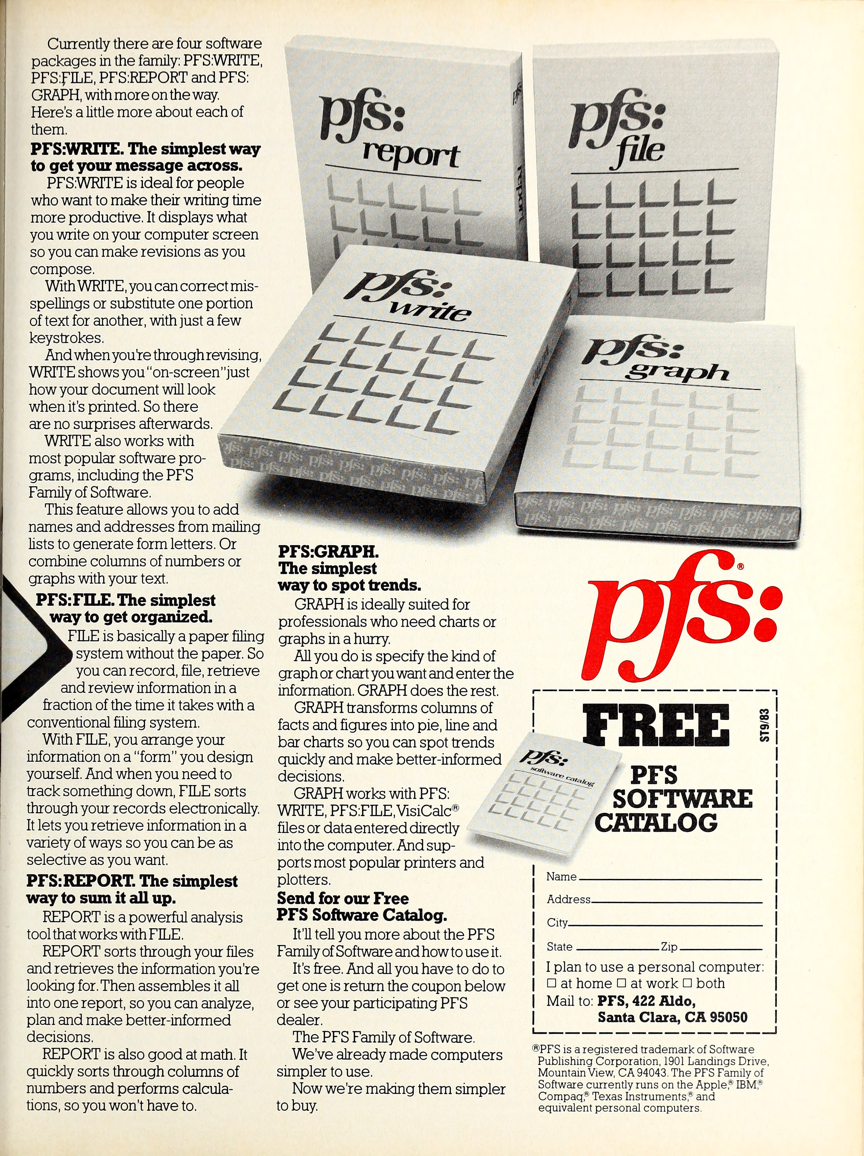 Currently there are four software
packages in the family: PFS:WRITE,
PFS:FILE, PFS:REPORT and PFS:
GRAPH, with more on the way.
Here's a little more about each of
them.
PFS:WRITE. The simplest way
to get your message across.
PFS:WRITE is ideal for people
who want to make their writing time
more productive. It displays what
you write on your computer screen
so you can make revisions as you
compose.
With WRITE, you can correct mis-
spellings or substitute one portion
of text for another, with just a few
keystrokes.
And when you're through revising,
WRITE shows you "on-screen" just
how your document will look
when it's printed. So there
are no surprises afterwards.
WRITE also works with
most popular software pro-
grams, including the PFS
Family of Software.
This feature allows you to add
names and addresses from mailing
lists to generate form letters. Or
combine columns of numbers or
graphs with your text.
PFS:FILE. The simplest
way to get organized.
FILE is basically a paper filing
system without the paper. So
you can record, file, retrieve
and review information in a
fraction of the time it takes with a
conventional filing system.
With FILE, you arrange your
information on a "form" you design
yourself. And when you need to
track something down, FILE sorts
through your records electronically.
It lets you retrieve information in a
variety of ways so you can be as
selective as you want.
PFS:REPORT. The simplest
way to sum it all up.
REPORT is a powerful analysis
tool that works with FILE.
REPORT sorts through your files
and retrieves the information you're
looking for. Then assembles it all
into one report, so you can analyze,
plan and make better-informed
decisions.
REPORT is also good at math. It
quickly sorts through columns of
numbers and performs calcula-
tions, so you won't have to.
pfs:
report
pfs:
report
pfs:
file
pfs:
write
pfs: pfs: pfs: pfs: pfs: pfs: pfs:
pfs:
graph
pfs: pfs: pfs: pfs: pfs: pfs: pfs:
PFS:GRAPH.
The simplest
way to spot trends.
GRAPH is ideally suited for
professionals who need charts or
graphs in a hurry.
All you do is specify the kind of
graph or chart you want and enter the
information. GRAPH does the rest.
GRAPH transforms columns of
facts and figures into pie, line and
bar charts so you can spot trends
quickly and make better-informed
decisions.
GRAPH works with PFS:
WRITE, PFS:FILE, VisiCalc®
files or data entered directly
into the computer. And sup-
ports most popular printers and
plotters.
Send for our Free
PFS Software Catalog.
It'll tell you more about the PFS
Family of Software and how to use it.
It's free. And all you have to do to
get one is return the coupon below
or see your participating PFS
dealer.
The PFS Family of Software.
We've already made computers
simpler to use.
Now we're making them simpler
to buy.
pfs:®
FREE
ST9/83
pfs:
software catalog
PFS
SOFTWARE
CATALOG
Name
Address
City
State Zip
I plan to use a personal computer:
☐ at home ☐ at work ☐ both
Mail to: PFS, 422 Aldo,
Santa Clara, CA 95050
®PFS is a registered trademark of Software
Publishing Corporation, 1901 Landings Drive,
Mountain View, CA 94043. The PFS Family of
Software currently runs on the Apple,® IBM,®
Compaq,® Texas Instruments,® and
equivalent personal computers.